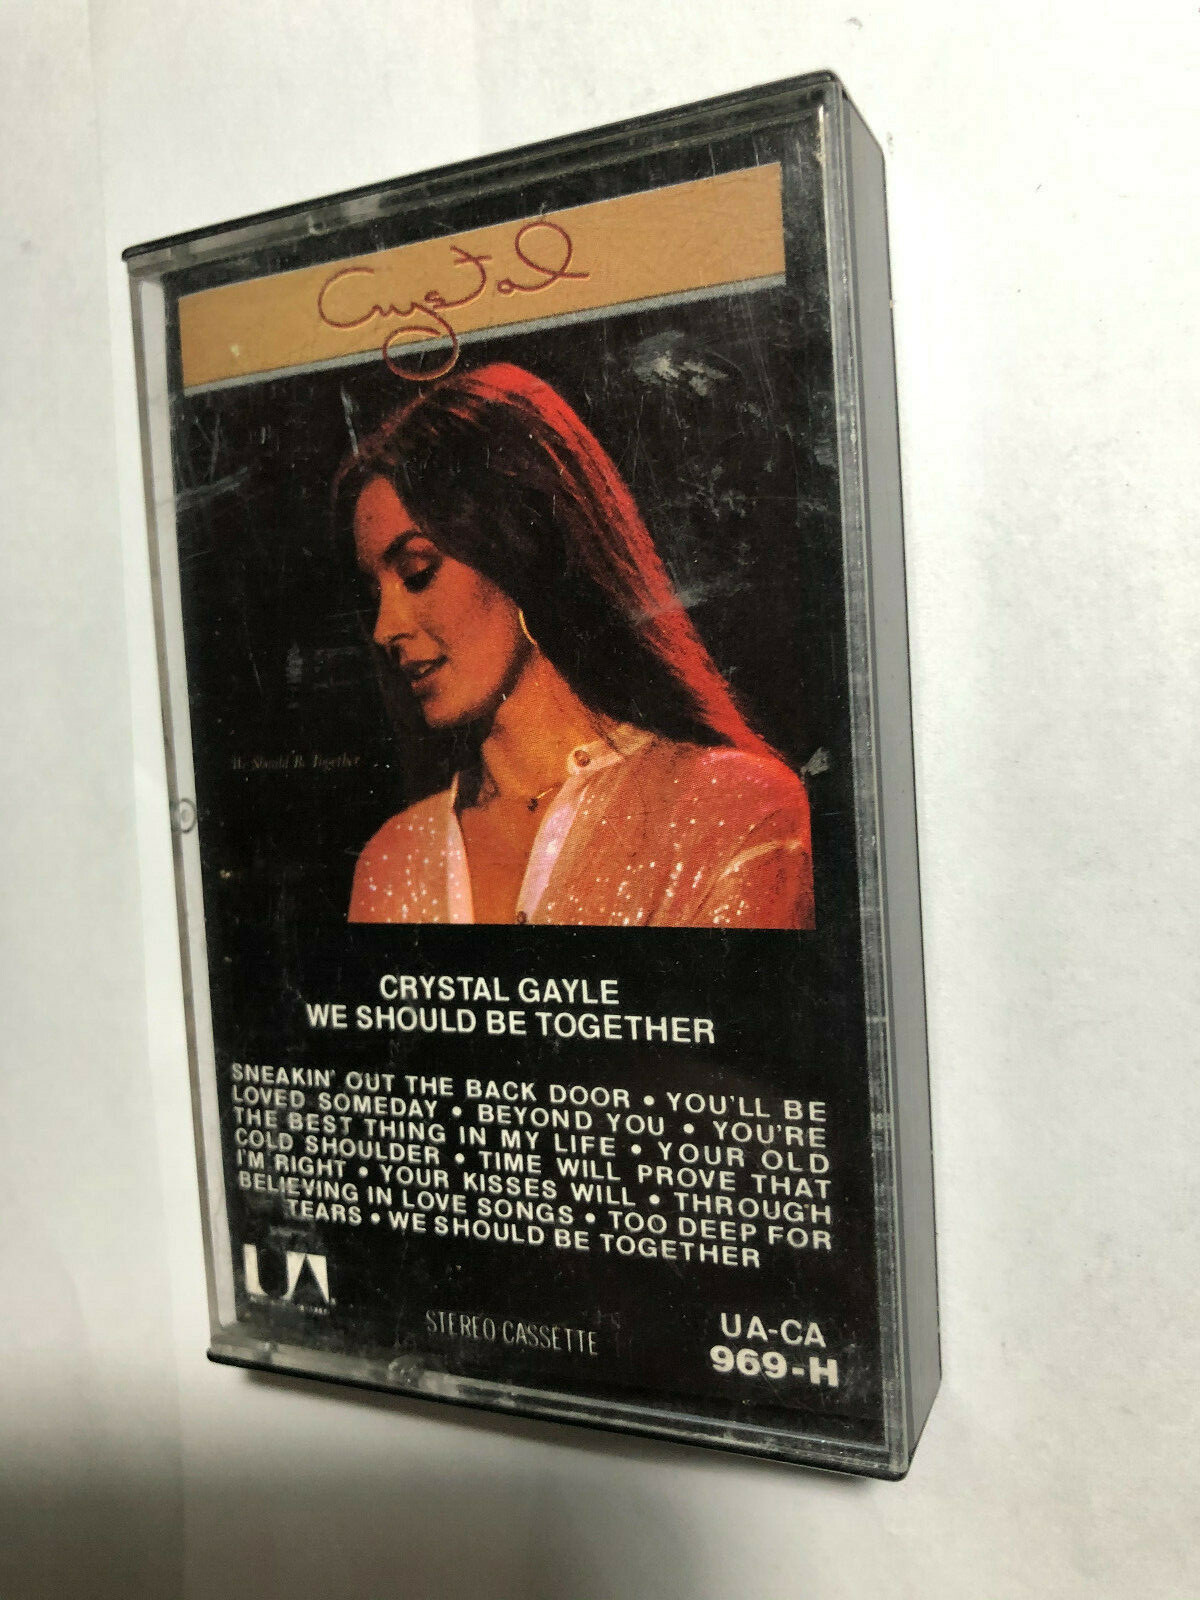 Crystal
We Should Be Together
CRYSTAL GAYLE
WE SHOULD BE TOGETHER
SNEAKIN' OUT THE BACK DOOR • YOU'LL BE
LOVED SOMEDAY • BEYOND YOU • YOU'RE
THE BEST THING IN MY LIFE • YOUR OLD
COLD SHOULDER • TIME WILL PROVE THAT
I'M RIGHT • YOUR KISSES WILL • THROUGH
BELIEVING IN LOVE SONGS • TOO DEEP FOR
TEARS • WE SHOULD BE TOGETHER
UA
STEREO CASSETTE
UA-CA
969-H